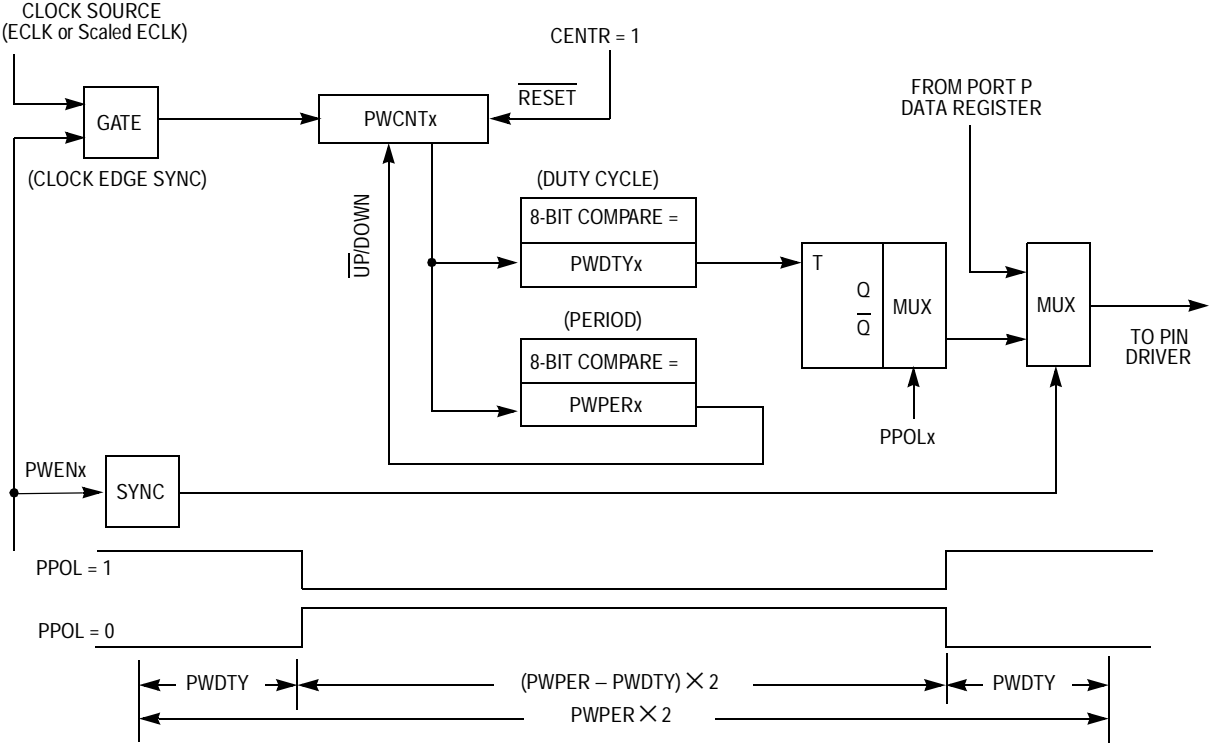 CLOCK SOURCE
(ECLK or Scaled ECLK)
CENTR = 1
RESET
FROM PORT P
DATA REGISTER
GATE
PWCNTx
(CLOCK EDGE SYNC)
(DUTY CYCLE)
8-BIT COMPARE =
PWDTYx
UP/DOWN
T
Q
Q
MUX
MUX
(PERIOD)
8-BIT COMPARE =
PWPERx
TO PIN
DRIVER
PPOLx
PWENx
SYNC
PPOL = 1
PPOL = 0
PWDTY
(PWPER – PWDTY) × 2
PWDTY
PWPER × 2